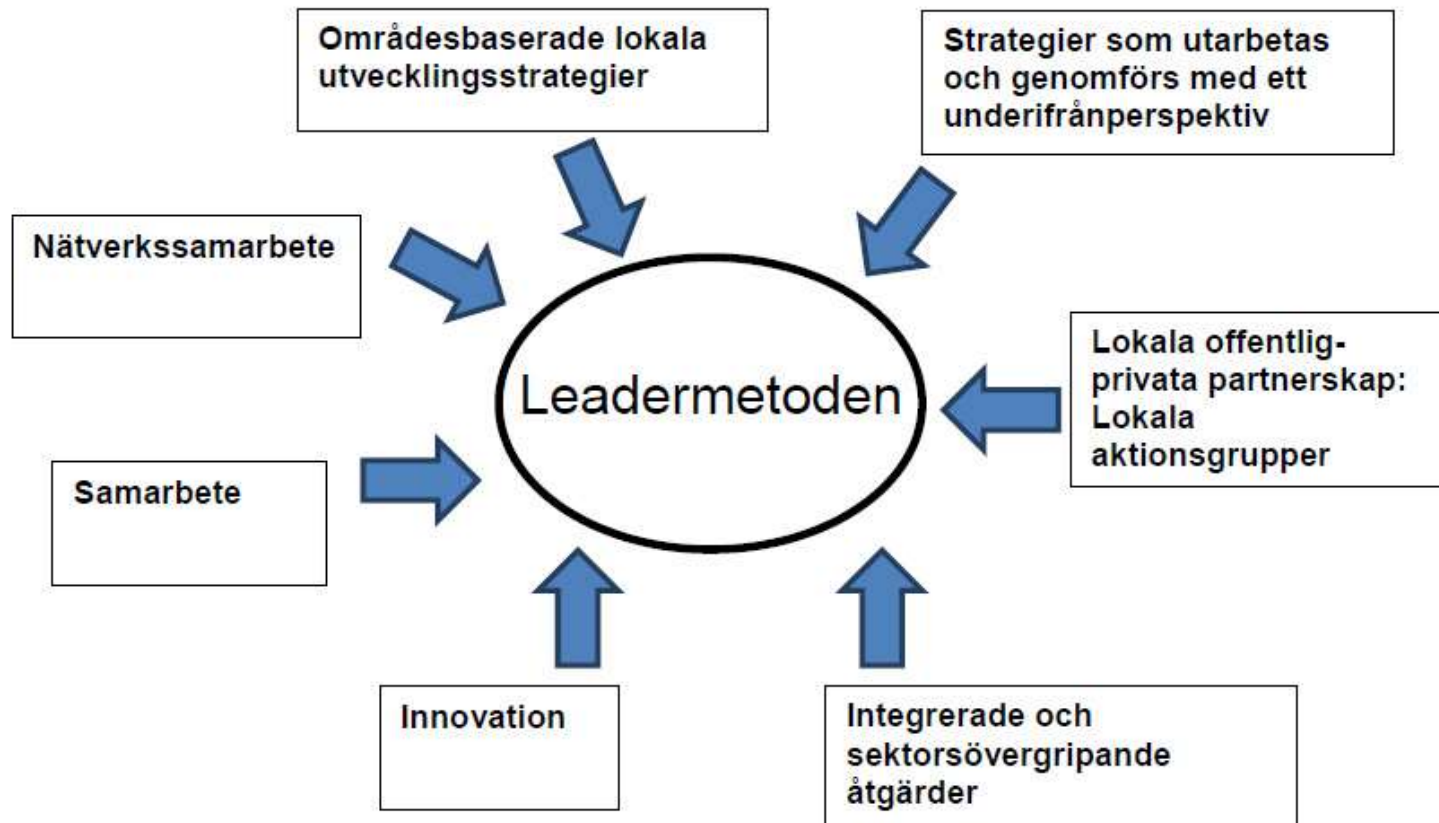 Områdesbaserade lokala
utvecklingsstrategier
Strategier som utarbetas
och genomförs med ett
underifrånperspektiv
Nätverkssamarbete
Leadermetoden
Lokala offentlig-
privata partnerskap:
Lokala
aktionsgrupper
Samarbete
Innovation
Integrerade och
sektorsövergripande
åtgärder